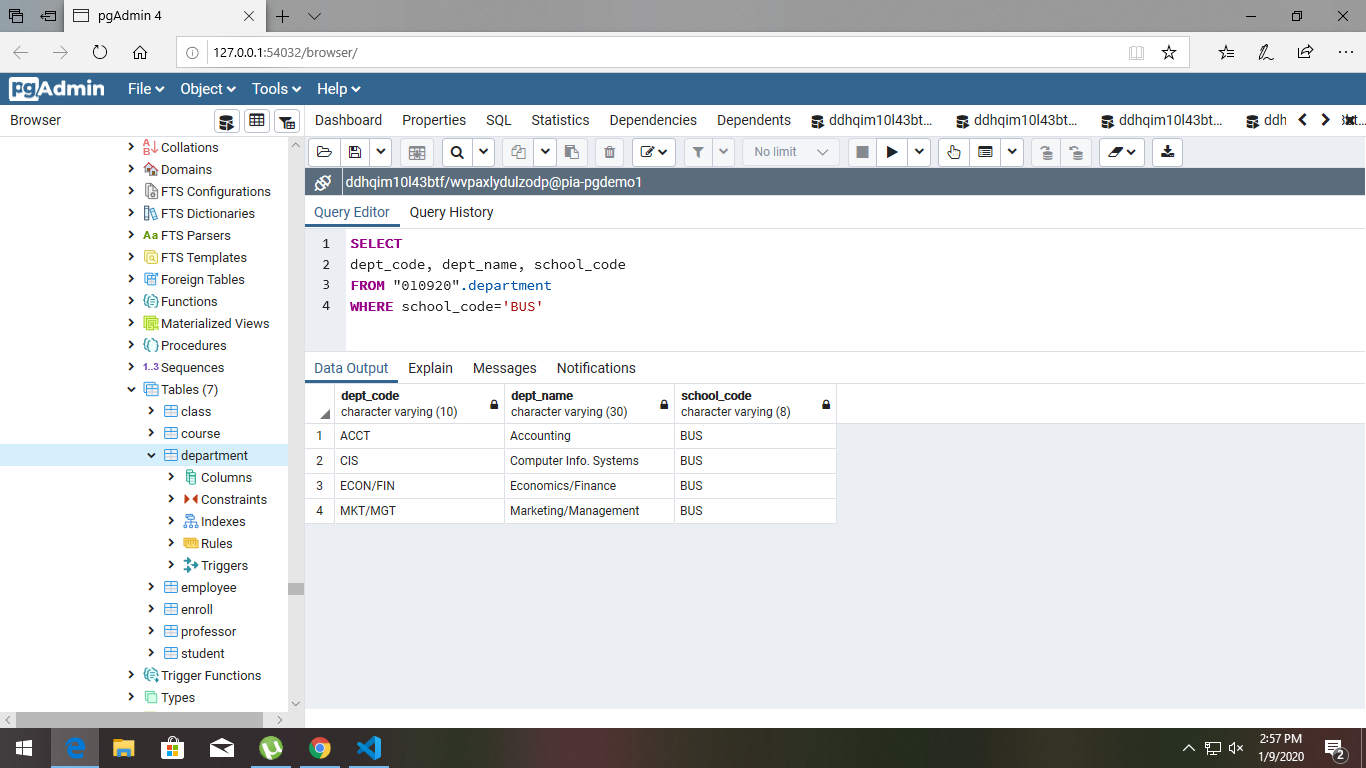 pgAdmin 4
127.0.0.1:54032/browser/
pgAdmin File Object Tools Help
Browser
Dashboard Properties SQL Statistics Dependencies Dependents ddhqim10l43bt... ddhqim10l43bt... ddhqim10l43bt... ddh
No limit
ddhqim10l43btf/wvpaxlydulzodp@pia-pgdemo1
Query Editor Query History
1 SELECT
2 dept_code, dept_name, school_code
3 FROM "010920".department
4 WHERE school_code='BUS'
Data Output Explain Messages Notifications
dept_code dept_name school_code
character varying (10) character varying (30) character varying (8)
1 ACCT Accounting BUS
2 CIS Computer Info. Systems BUS
3 ECON/FIN Economics/Finance BUS
4 MKT/MGT Marketing/Management BUS
Collations
Domains
FTS Configurations
FTS Dictionaries
Aa FTS Parsers
FTS Templates
Foreign Tables
Functions
Materialized Views
Procedures
1..3 Sequences
Tables (7)
class
course
department
Columns
Constraints
Indexes
Rules
Triggers
employee
enroll
professor
student
Trigger Functions
Types
2:57 PM
1/9/2020
2